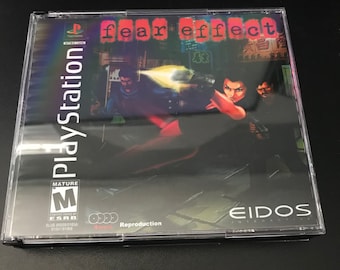 fear effect
PlayStation
MATURE
M
ESRB
Reproduction
EIDOS